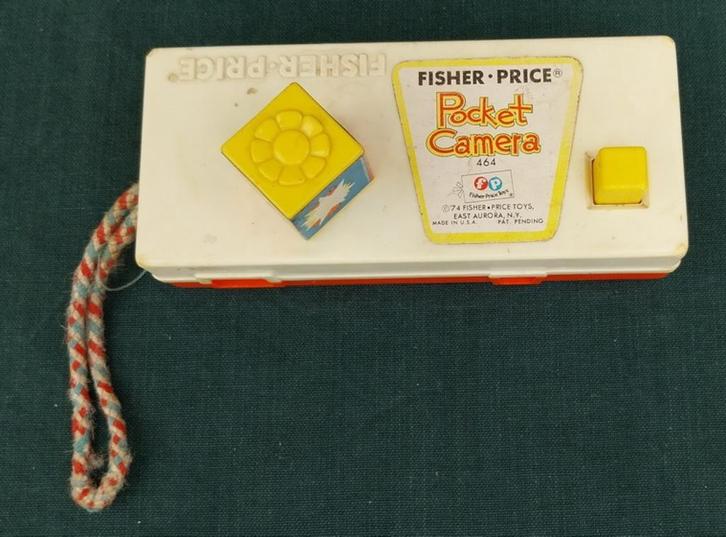 FISHER-PRICE
FISHER·PRICE®
Pocket
Camera
464
fp
Fisher-Price Toys
©74 FISHER·PRICE TOYS,
EAST AURORA, N.Y.
MADE IN U.S.A. PAT. PENDING